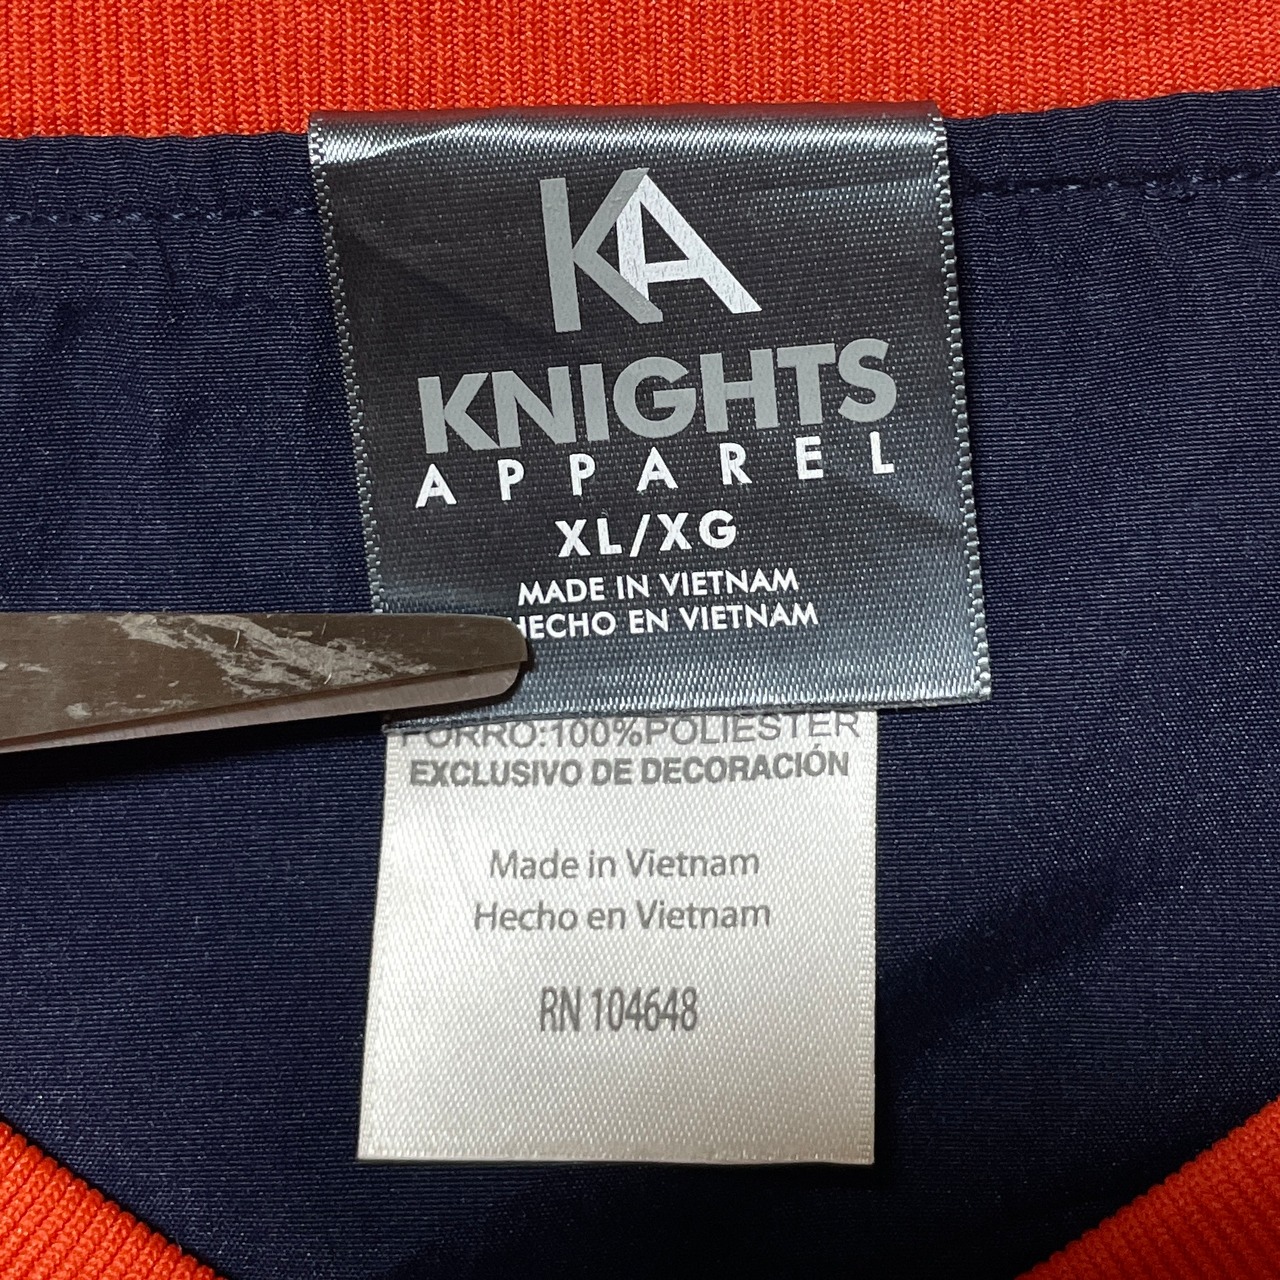 KA
KNIGHTS
APPAREL
XL/XG
MADE IN VIETNAM
HECHO EN VIETNAM
FORRO:100%POLIESTER
EXCLUSIVO DE DECORACIÓN
Made in Vietnam
Hecho en Vietnam
RN 104648